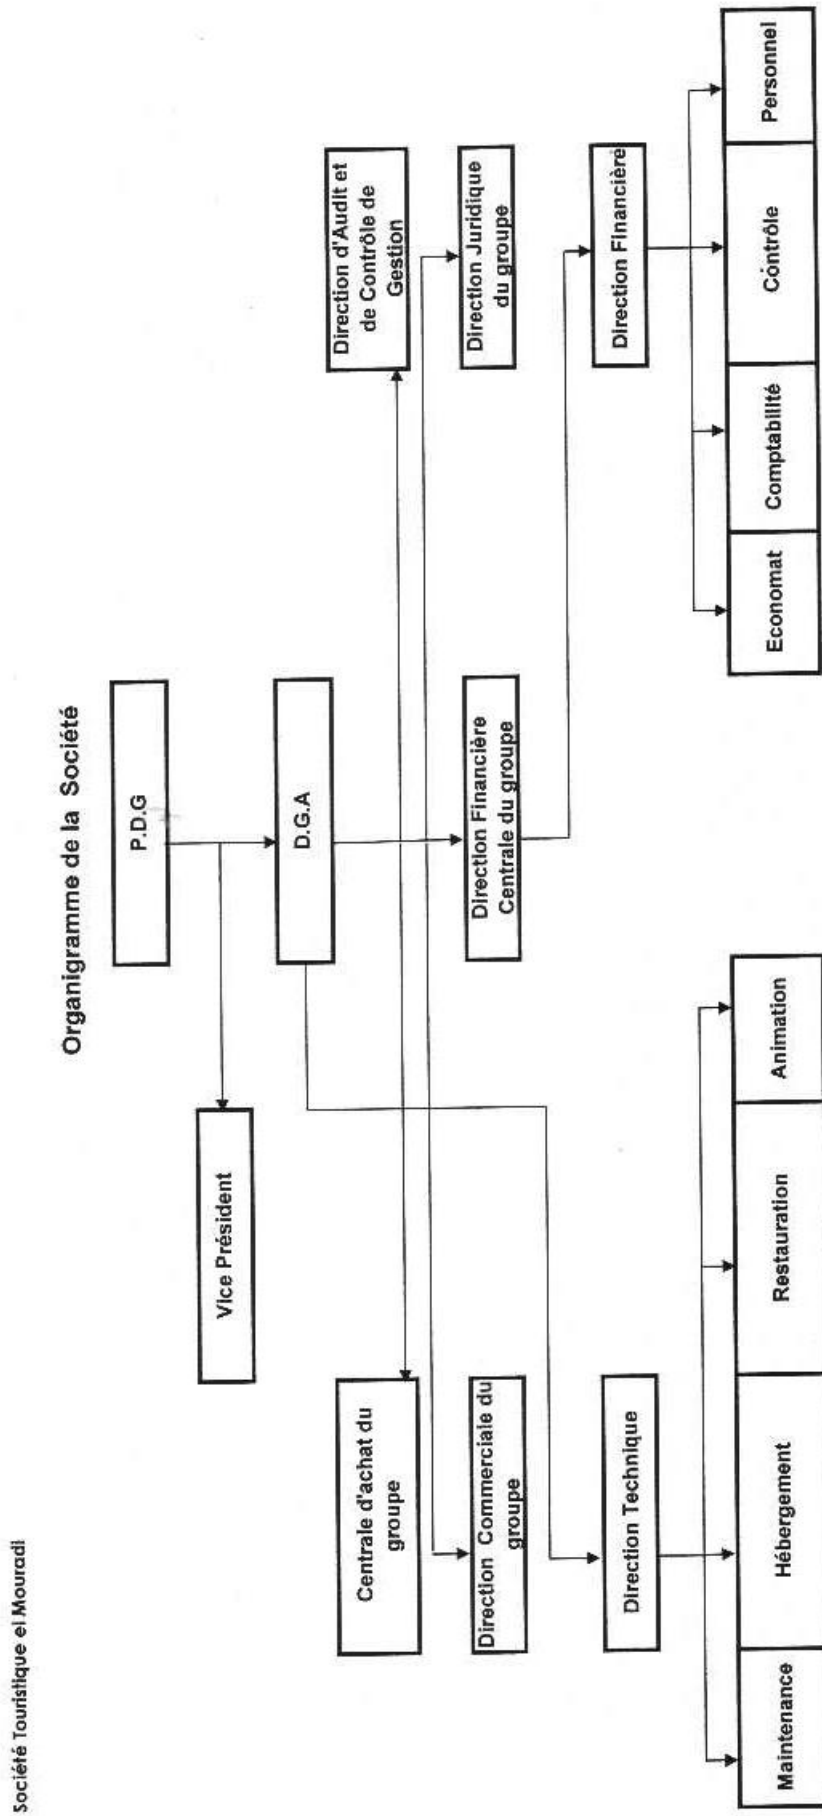 Société Touristique el Mouradi
Organigramme de la Société
P.D.G
Vice Président
D.G.A
Centrale d'achat du
groupe
Direction d'Audit et
de Contrôle de
Gestion
Direction Commerciale du
groupe
Direction Financière
Centrale du groupe
Direction Juridique
du groupe
Direction Technique
Direction Financière
Maintenance
Hébergement
Restauration
Animation
Economat
Comptabilité
Cóntrôle
Personnel